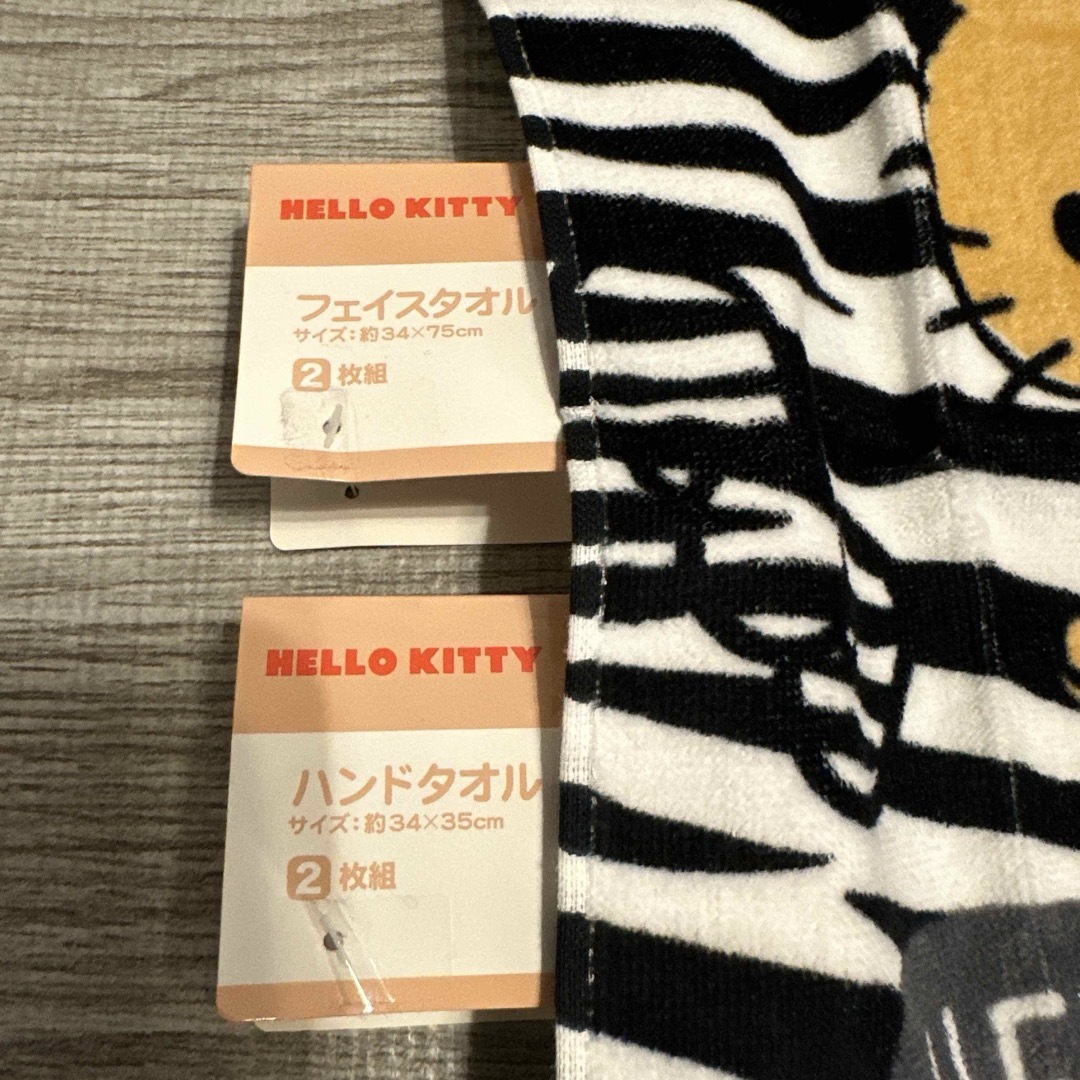 HELLO KITTY
フェイスタオル
サイズ:約34×75cm
2枚組
HELLO KITTY
ハンドタオル
サイズ:約34×35cm
2枚組